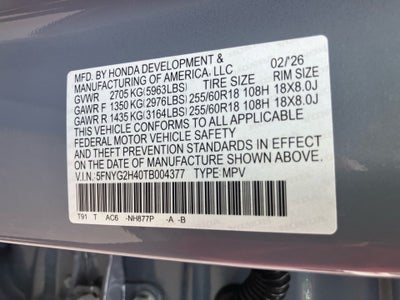 MFD. BY HONDA DEVELOPMENT &
MANUFACTURING OF AMERICA, LLC 02/'26
GVWR 2705 KG(5963LBS) TIRE SIZE RIM SIZE
GAWR F 1350 KG(2976LBS) 255/60R18 108H 18X8.0J
GAWR R 1435 KG(3164LBS) 255/60R18 108H 18X8.0J
THIS VEHICLE CONFORMS TO ALL APPLICABLE
FEDERAL MOTOR VEHICLE SAFETY
STANDARDS IN EFFECT
ON THE DATE OF MANUFACTURE SHOWN ABOVE.
V.I.N.: 5FNYG2H40TB004377 TYPE MPV
T91 T AC6 -NH877P -A -B